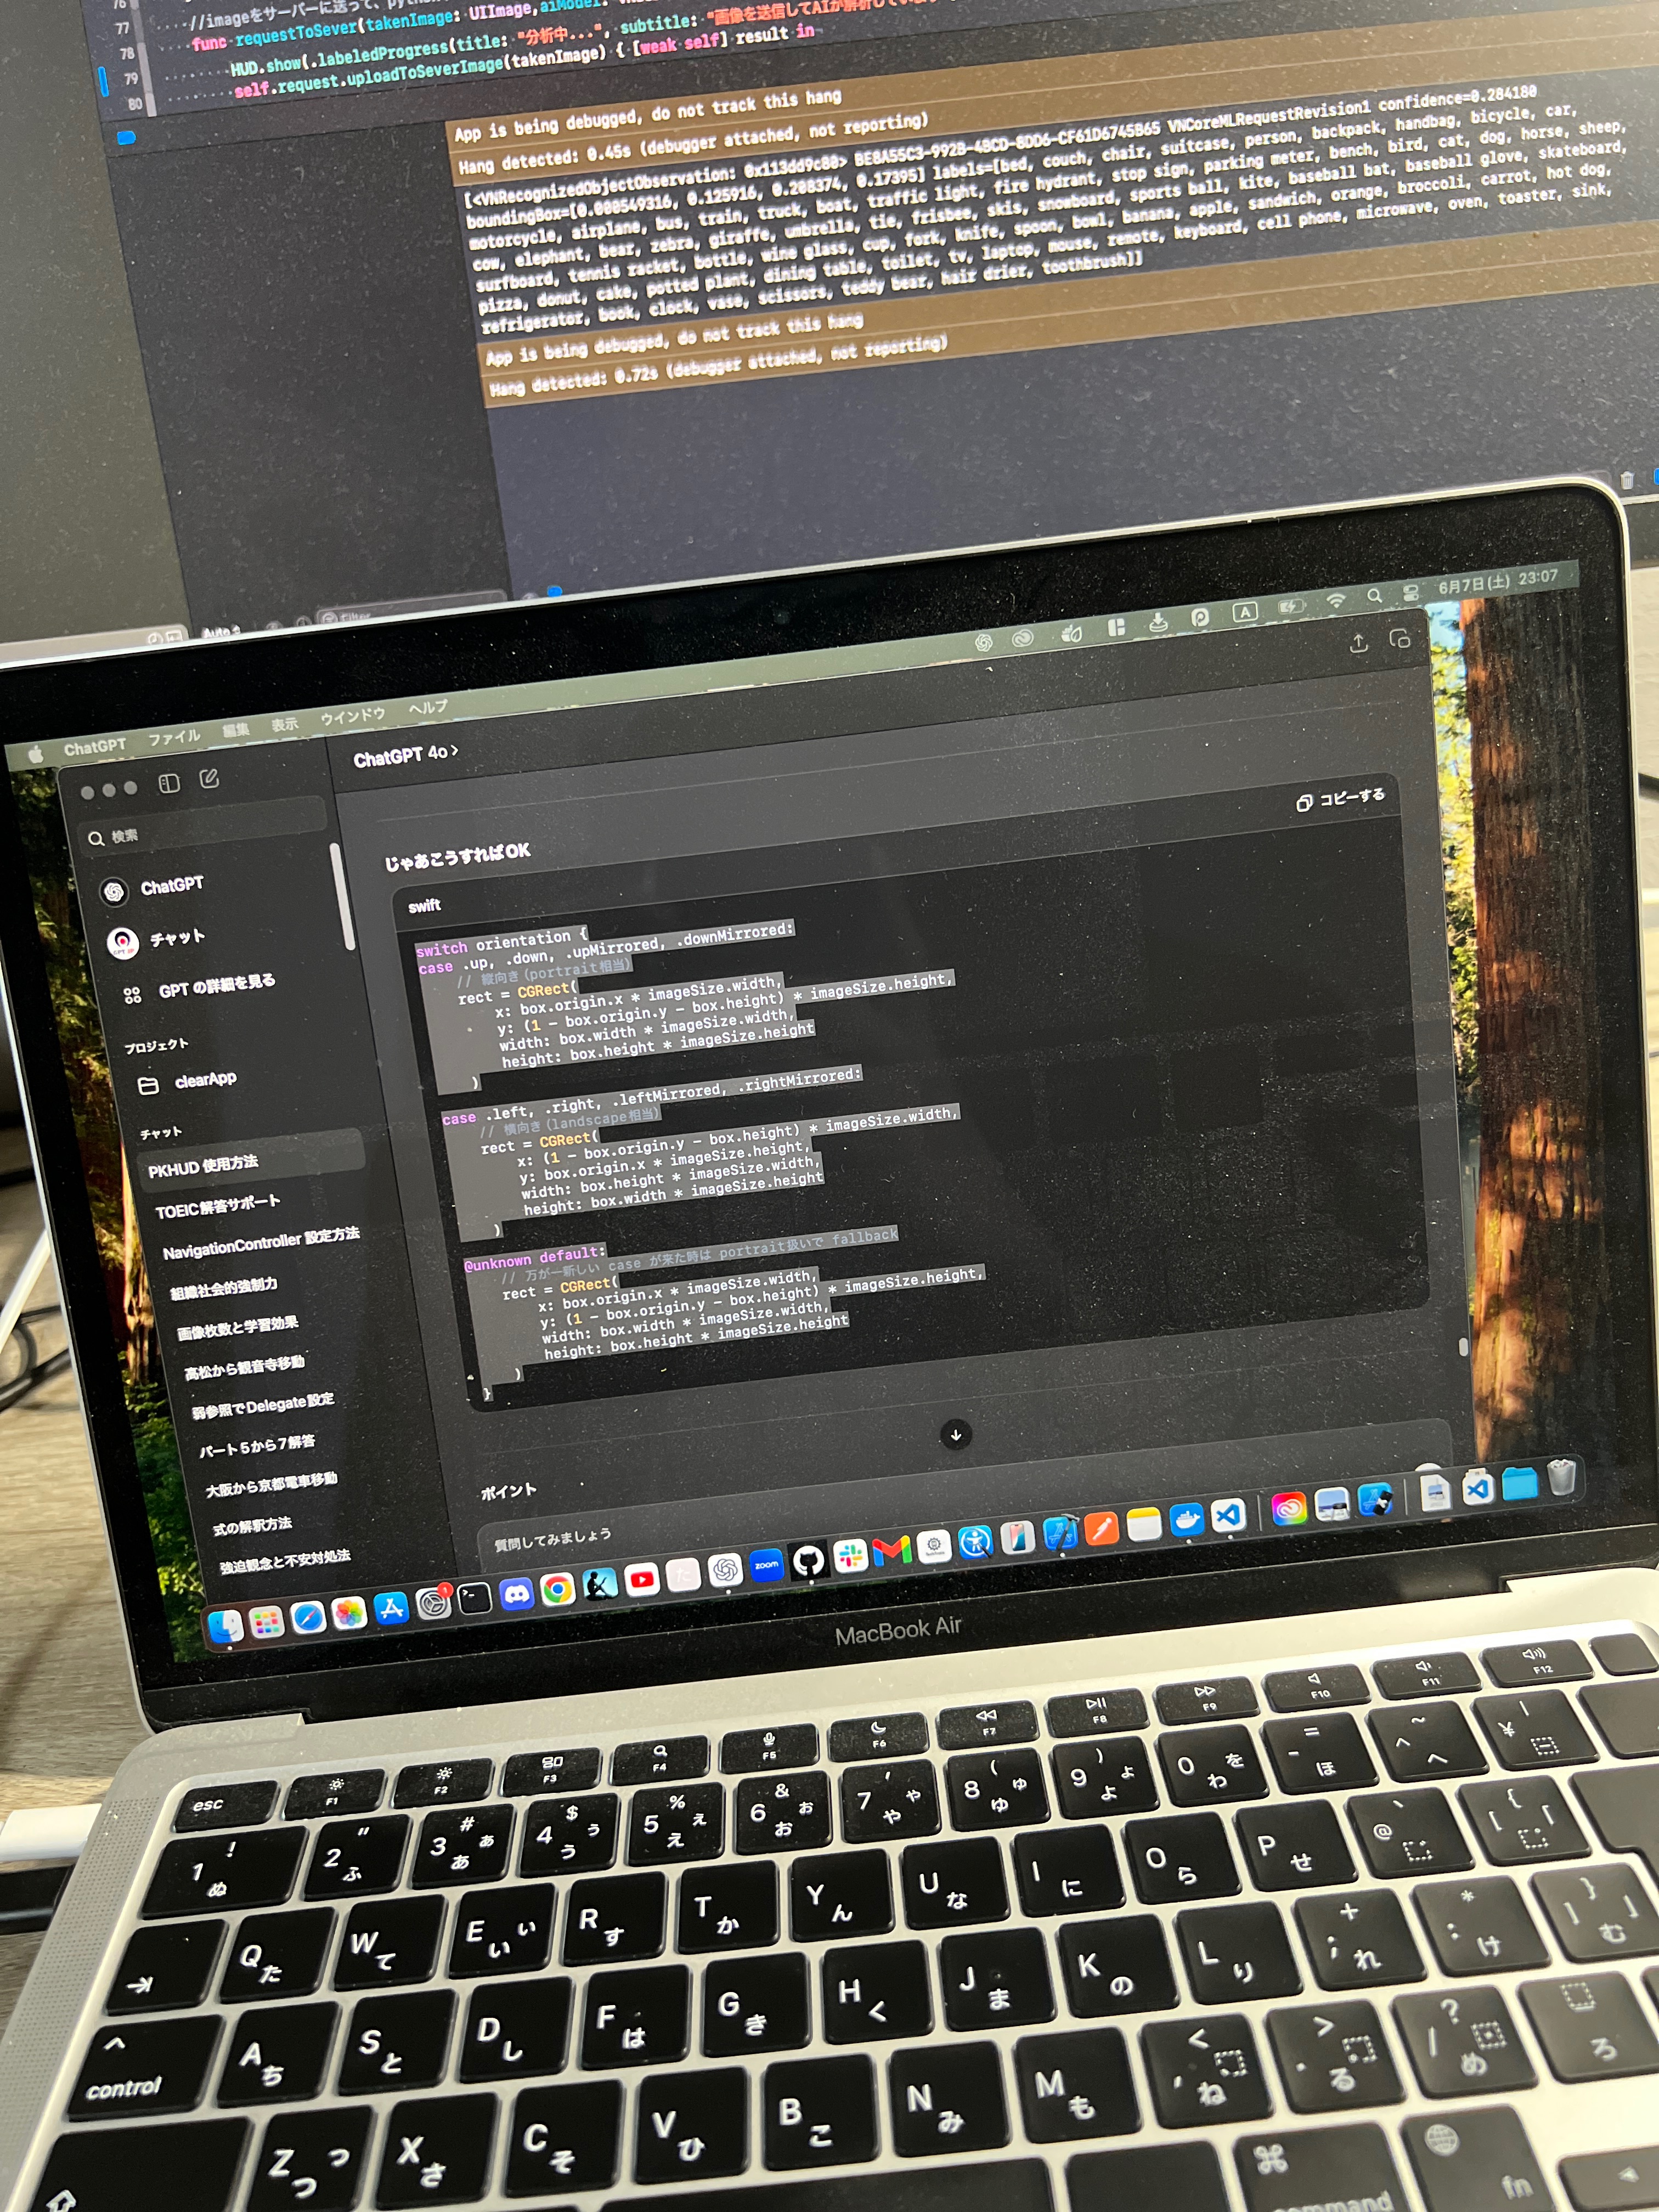 76
77
//imageをサーバーに送って、
78
func requestToSever(takenImage: UIImage,aiModel:
79
HUD.show(.labeledProgress(title: "分析中...", subtitle: "画像を送信してAIが解析して
80
self.request.uploadToSeverImage(takenImage) { [weak self] result in
App is being debugged, do not track this hang
Hang detected: 0.45s (debugger attached, not reporting)
[<VNRecognizedObjectObservation: 0x113dd9c80> BE8A55C3-992B-4BCD-8DD6-CF61D6745B65 VNCoreMLRequestRevision1 confidence=0.284180
boundingBox=[0.000549316, 0.125916, 0.208374, 0.17395] labels=[bed, couch, chair, suitcase, person, backpack, handbag, bicycle, car,
motorcycle, airplane, bus, train, truck, boat, traffic light, fire hydrant, stop sign, parking meter, bench, bird, cat, dog, horse, sheep,
cow, elephant, bear, zebra, giraffe, umbrella, tie, frisbee, skis, snowboard, sports ball, kite, baseball bat, baseball glove, skateboard,
surfboard, tennis racket, bottle, wine glass, cup, fork, knife, spoon, bowl, banana, apple, sandwich, orange, broccoli, carrot, hot dog,
pizza, donut, cake, potted plant, dining table, toilet, tv, laptop, mouse, remote, keyboard, cell phone, microwave, oven, toaster, sink,
refrigerator, book, clock, vase, scissors, teddy bear, hair drier, toothbrush]]
App is being debugged, do not track this hang
Hang detected: 0.72s (debugger attached, not reporting)
Auto
Filter
ChatGPT ファイル 編集 表示 ウインドウ ヘルプ
A
6月7日(土) 23:07
ChatGPT 4o >
検索
ChatGPT
チャット
GPT の詳細を見る
プロジェクト
clearApp
チャット
PKHUD 使用方法
TOEIC 解答サポート
NavigationController 設定方法
組織社会的強制力
画像枚数と学習効果
高松から観音寺移動
弱参照でDelegate設定
パート5から7解答
大阪から京都電車移動
式の解釈方法
強迫観念と不安対処法
じゃあこうすればOK
swift
コピーする
switch orientation {
case .up, .down, .upMirrored, .downMirrored:
// 縦向き（portrait相当）
rect = CGRect(
x: box.origin.x * imageSize.width,
y: (1 - box.origin.y - box.height) * imageSize.height,
width: box.width * imageSize.width,
height: box.height * imageSize.height
)
case .left, .right, .leftMirrored, .rightMirrored:
// 横向き（landscape相当）
rect = CGRect(
x: (1 - box.origin.y - box.height) * imageSize.width,
y: box.origin.x * imageSize.height,
width: box.height * imageSize.width,
height: box.width * imageSize.height
)
@unknown default:
// 万が一新しい case が来た時は portrait扱いで fallback
rect = CGRect(
x: box.origin.x * imageSize.width,
y: (1 - box.origin.y - box.height) * imageSize.height,
width: box.width * imageSize.width,
height: box.height * imageSize.height
)
}
ポイント
質問してみましょう
zoom
MacBook Air
esc F1 F2 F3 F4 F5 F6 F7 F8 F9 F10 F11 F12
! 1 ぬ " 2 ふ # 3 ぁ あ $ 4 ぅ う % 5 ぇ え & 6 ぉ お ' 7 ゃ や ( 8 ゅ ゆ ) 9 ょ よ 0 を わ = - ほ ~ ^ へ | ¥ ー
Q た W て E ぃ い R す T か Y ん U な I に O ら P せ ` @ { [ 「
control A ち S と D し F は G き H く J ま K の L り + ; れ * : け } ] 」 む
Z っ つ X さ C そ V ひ B こ N み M も < , ね > . る ? / め ろ
⌘ command fn